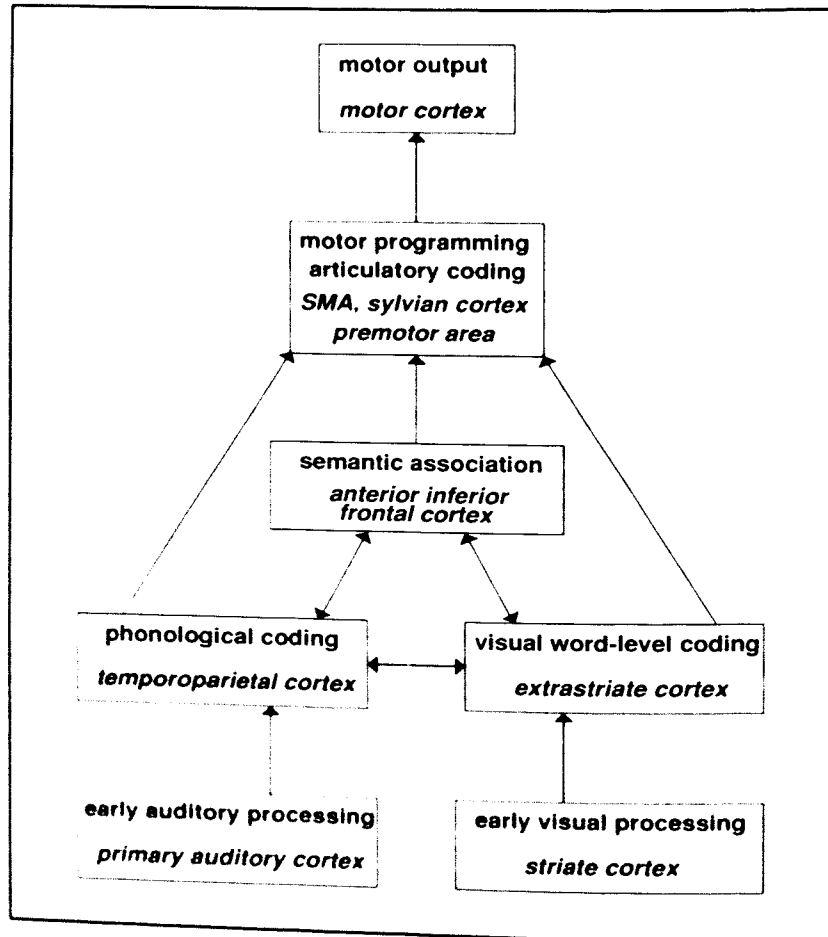 motor output
motor cortex
motor programming
articulatory coding
SMA, sylvian cortex
premotor area
semantic association
anterior inferior
frontal cortex
phonological coding
temporoparietal cortex
visual word-level coding
extrastriate cortex
early auditory processing
primary auditory cortex
early visual processing
striate cortex